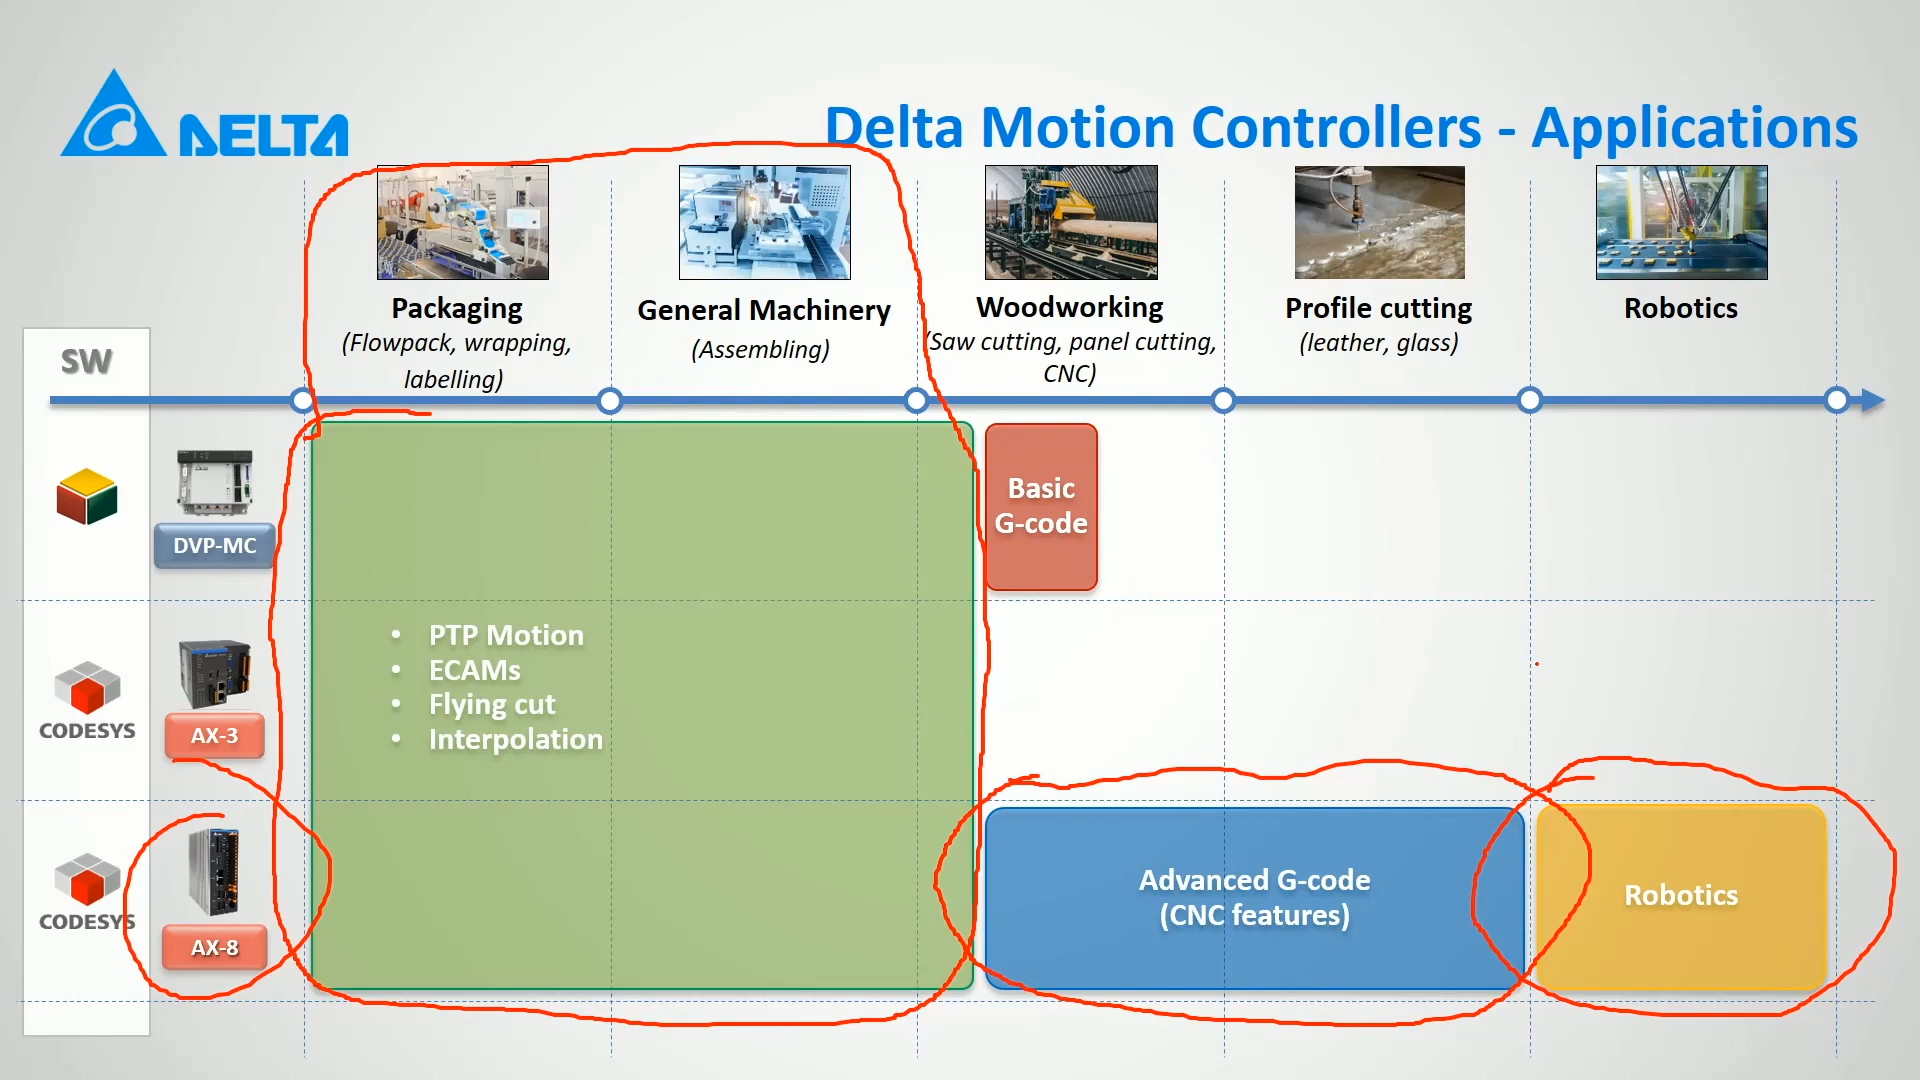 DELTA
Delta Motion Controllers - Applications
Packaging
(Flowpack, wrapping,
labelling)
General Machinery
(Assembling)
Woodworking
(Saw cutting, panel cutting,
CNC)
Profile cutting
(leather, glass)
Robotics
SW
DVP-MC
Basic
G-code
• PTP Motion
• ECAMs
• Flying cut
• Interpolation
CODESYS
AX-3
CODESYS
AX-8
Advanced G-code
(CNC features)
Robotics